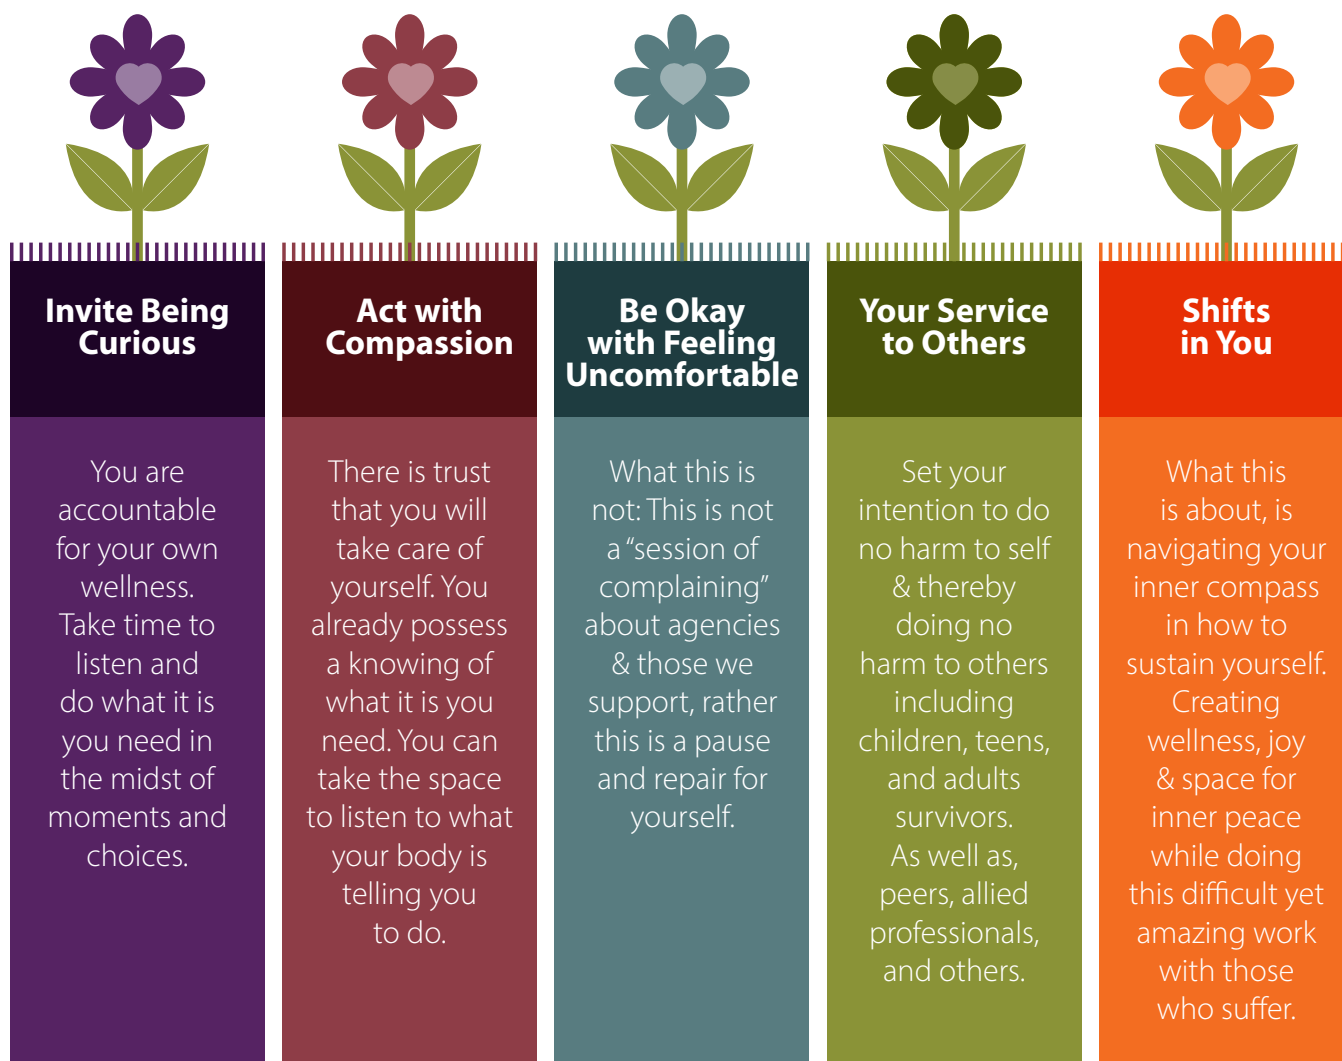 Invite Being
Curious
You are
accountable
for your own
wellness.
Take time to
listen and
do what it is
you need in
the midst of
moments and
choices.
Act with
Compassion
There is trust
that you will
take care of
yourself. You
already possess
a knowing of
what it is you
need. You can
take the space
to listen to what
your body is
telling you
to do.
Be Okay
with Feeling
Uncomfortable
What this is
not: This is not
a “session of
complaining”
about agencies
& those we
support, rather
this is a pause
and repair for
yourself.
Your Service
to Others
Set your
intention to do
no harm to self
& thereby
doing no
harm to others
including
children, teens,
and adults
survivors.
As well as,
peers, allied
professionals,
and others.
Shifts
in You
What this
is about, is
navigating your
inner compass
in how to
sustain yourself.
Creating
wellness, joy
& space for
inner peace
while doing
this difficult yet
amazing work
with those
who suffer.